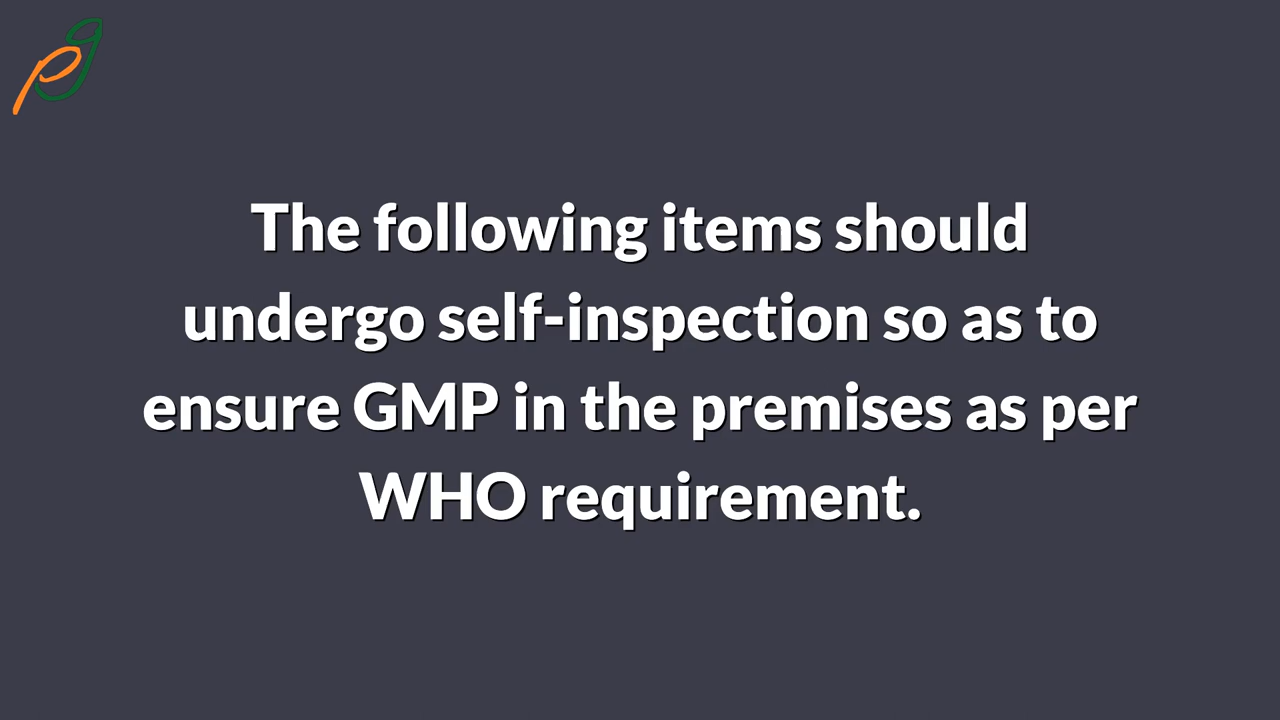 The following items should
undergo self-inspection so as to
ensure GMP in the premises as per
WHO requirement.